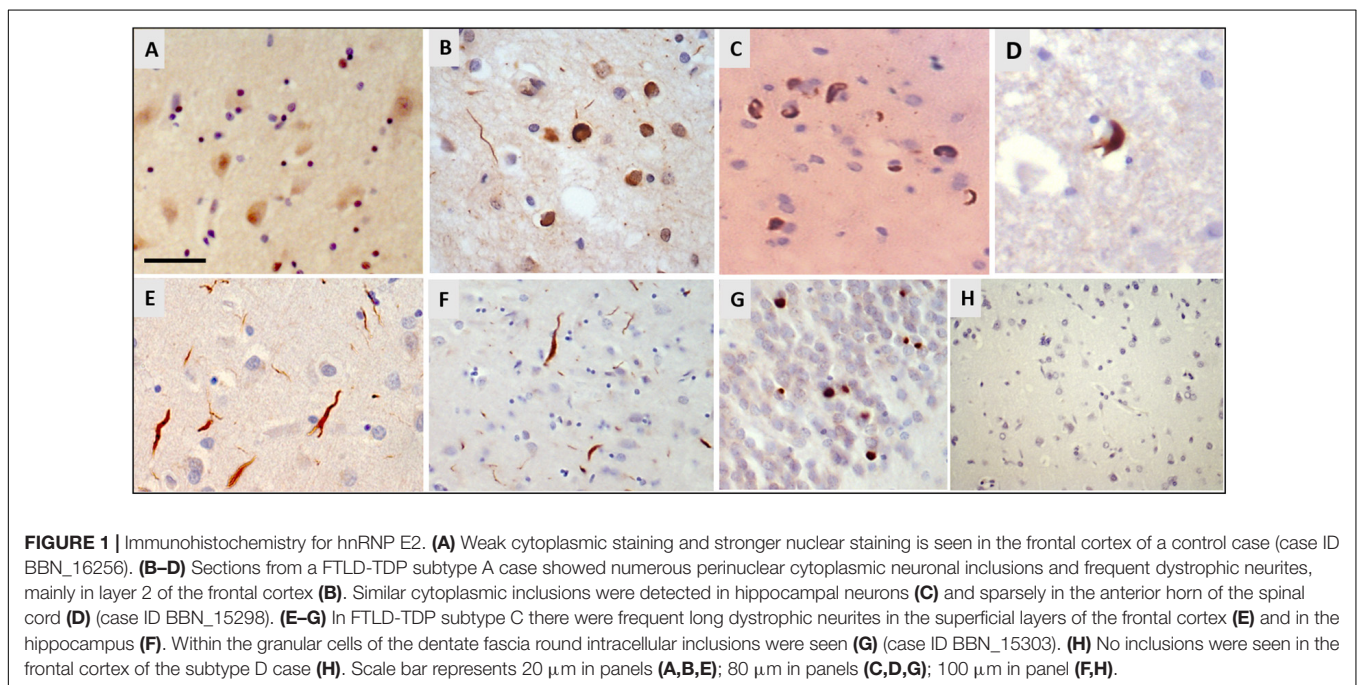 A
B
C
D
E
F
G
H
FIGURE 1 | Immunohistochemistry for hnRNP E2. (A) Weak cytoplasmic staining and stronger nuclear staining is seen in the frontal cortex of a control case (case ID
BBN_16256). (B–D) Sections from a FTLD-TDP subtype A case showed numerous perinuclear cytoplasmic neuronal inclusions and frequent dystrophic neurites,
mainly in layer 2 of the frontal cortex (B). Similar cytoplasmic inclusions were detected in hippocampal neurons (C) and sparsely in the anterior horn of the spinal
cord (D) (case ID BBN_15298). (E–G) In FTLD-TDP subtype C there were frequent long dystrophic neurites in the superficial layers of the frontal cortex (E) and in the
hippocampus (F). Within the granular cells of the dentate fascia round intracellular inclusions were seen (G) (case ID BBN_15303). (H) No inclusions were seen in the
frontal cortex of the subtype D case (H). Scale bar represents 20 μm in panels (A,B,E); 80 μm in panels (C,D,G); 100 μm in panel (F,H).